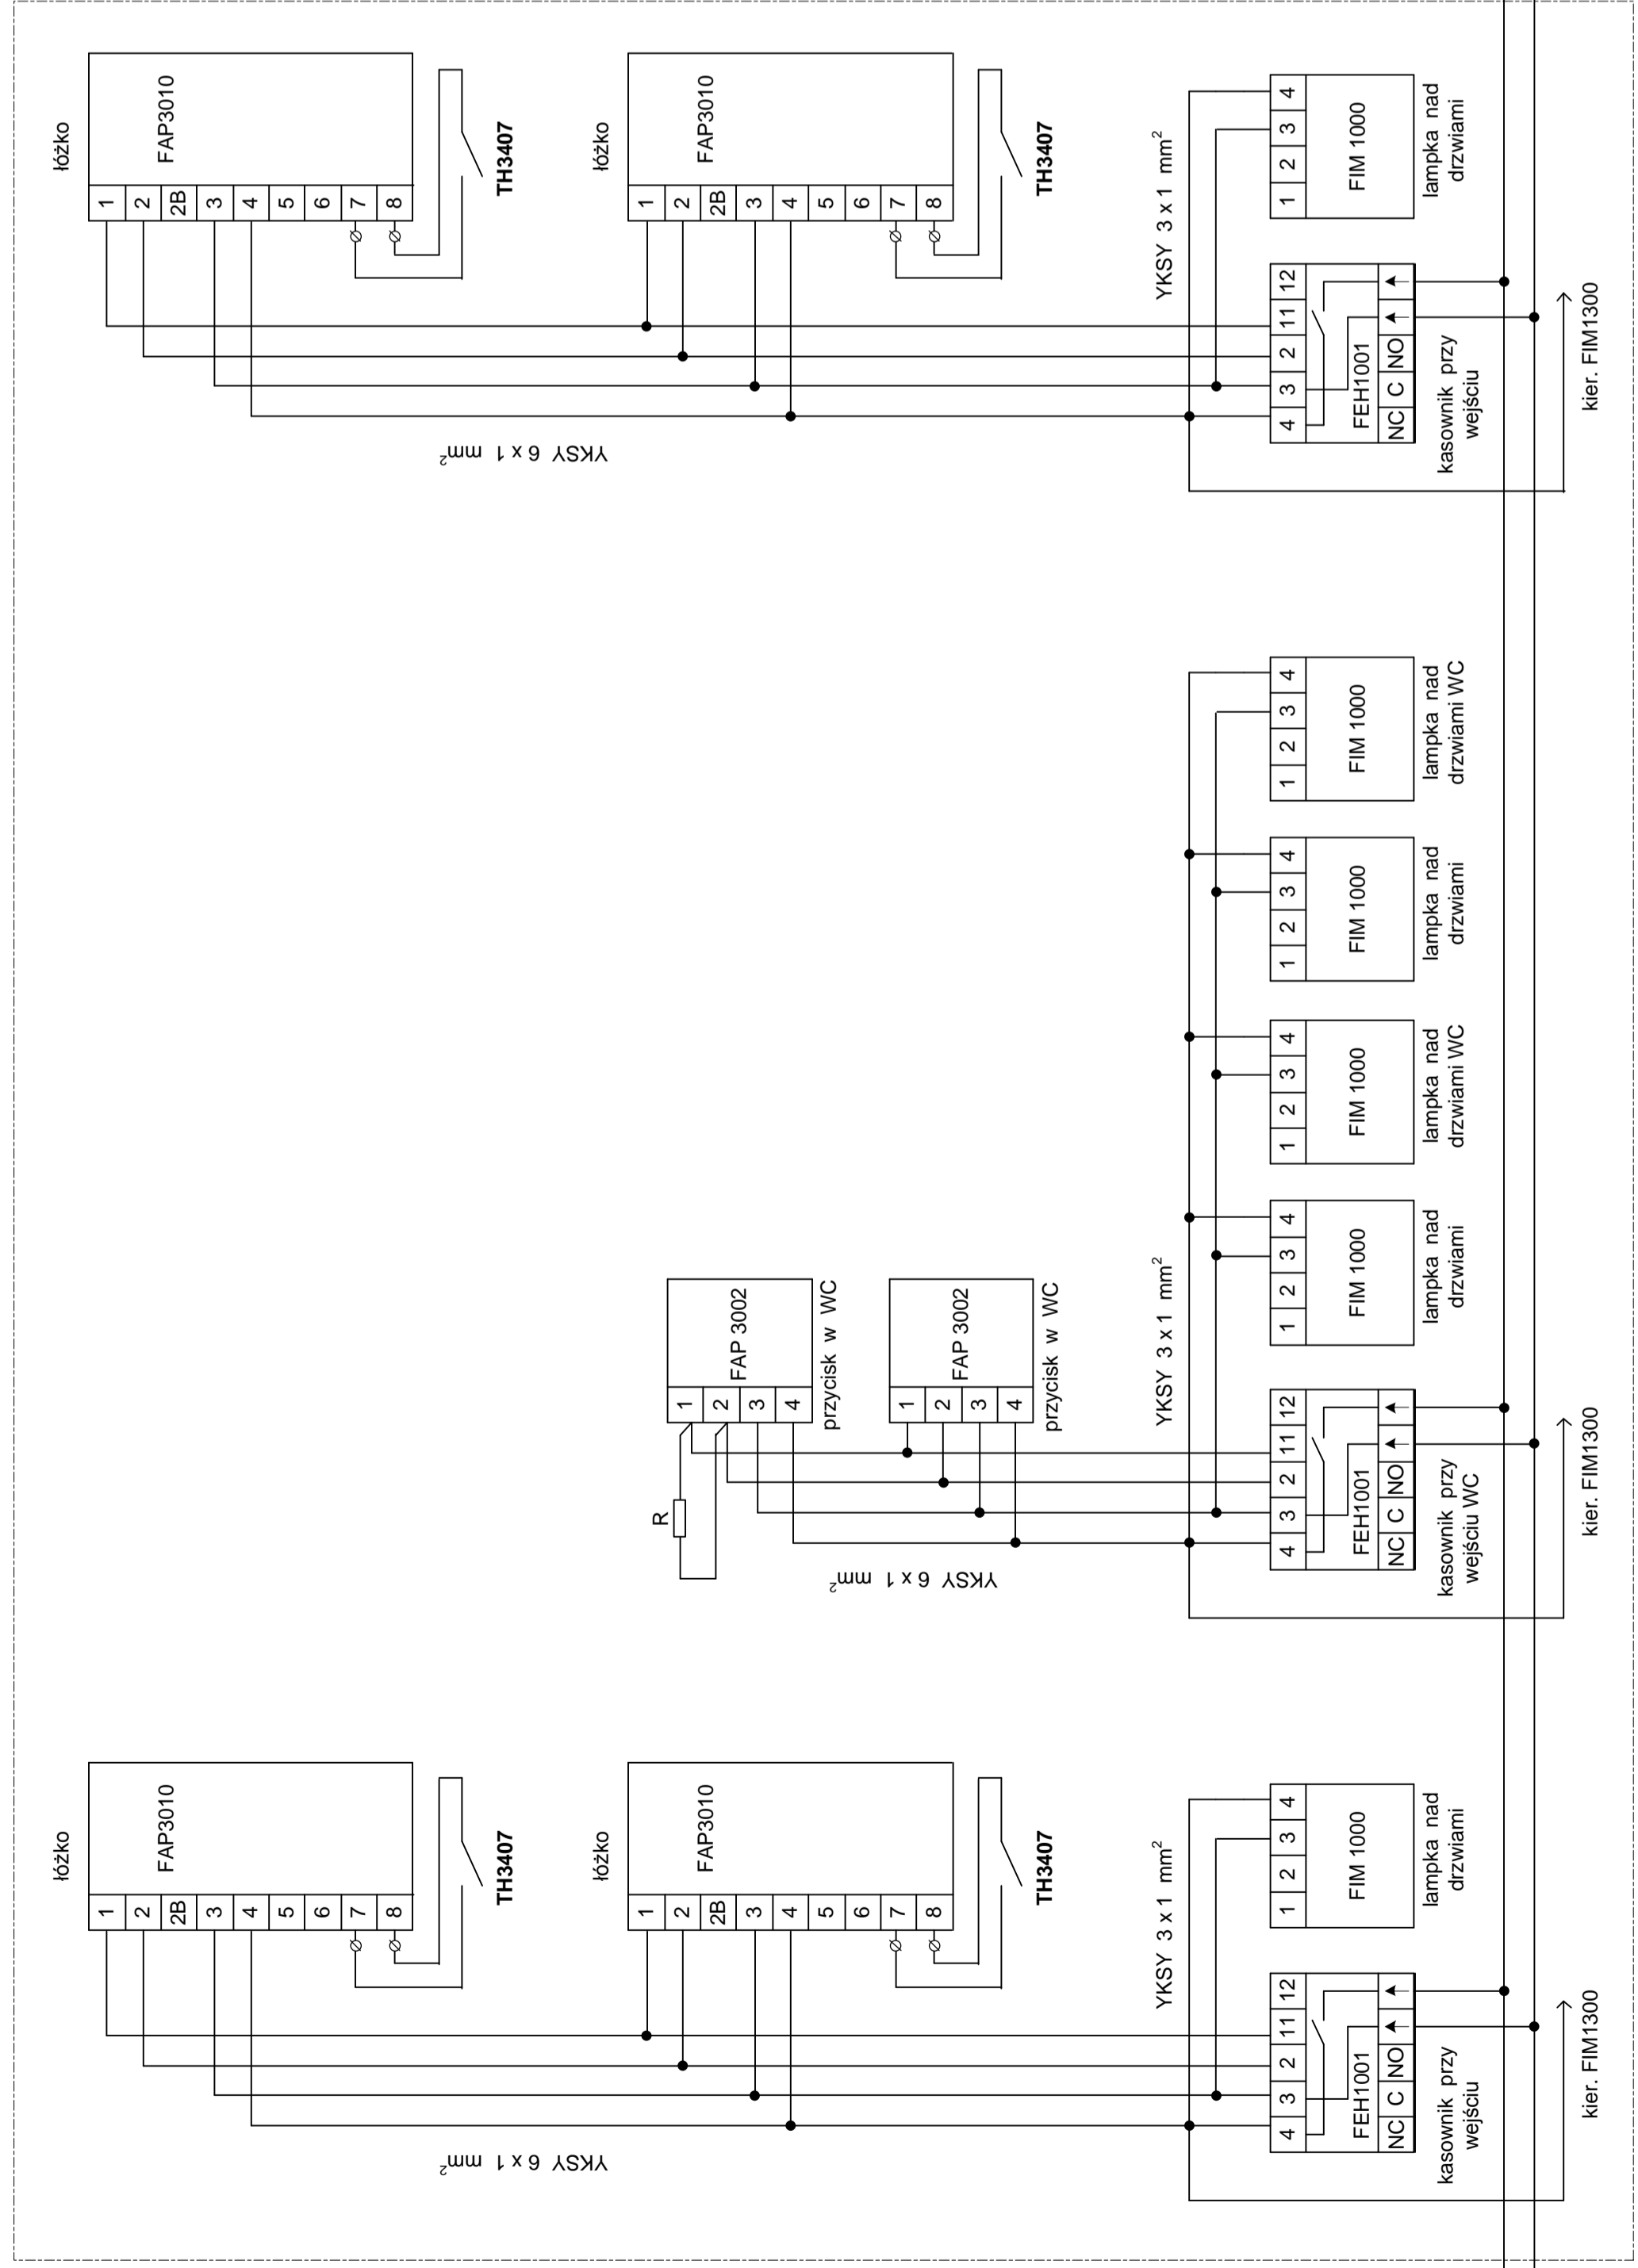 łóżko
1
2
2B
3
4
5
6
7
8
FAP3010
TH3407
YKSY 6 x 1 mm²
łóżko
1
2
2B
3
4
5
6
7
8
FAP3010
TH3407
YKSY 3 x 1 mm²
4 3 2 11 12
FEH1001
NC C NO
kasownik przy
wejściu
1 2 3 4
FIM 1000
lampka nad
drzwiami
kier. FIM1300
R
1
2
3
4
FAP 3002
przycisk w WC
YKSY 6 x 1 mm²
1
2
3
4
FAP 3002
przycisk w WC
YKSY 3 x 1 mm²
4 3 2 11 12
FEH1001
NC C NO
kasownik przy
wejściu WC
1 2 3 4
FIM 1000
lampka nad
drzwiami
1 2 3 4
FIM 1000
lampka nad
drzwiami WC
1 2 3 4
FIM 1000
lampka nad
drzwiami
1 2 3 4
FIM 1000
lampka nad
drzwiami WC
kier. FIM1300
łóżko
1
2
2B
3
4
5
6
7
8
FAP3010
TH3407
YKSY 6 x 1 mm²
łóżko
1
2
2B
3
4
5
6
7
8
FAP3010
TH3407
YKSY 3 x 1 mm²
4 3 2 11 12
FEH1001
NC C NO
kasownik przy
wejściu
1 2 3 4
FIM 1000
lampka nad
drzwiami
kier. FIM1300